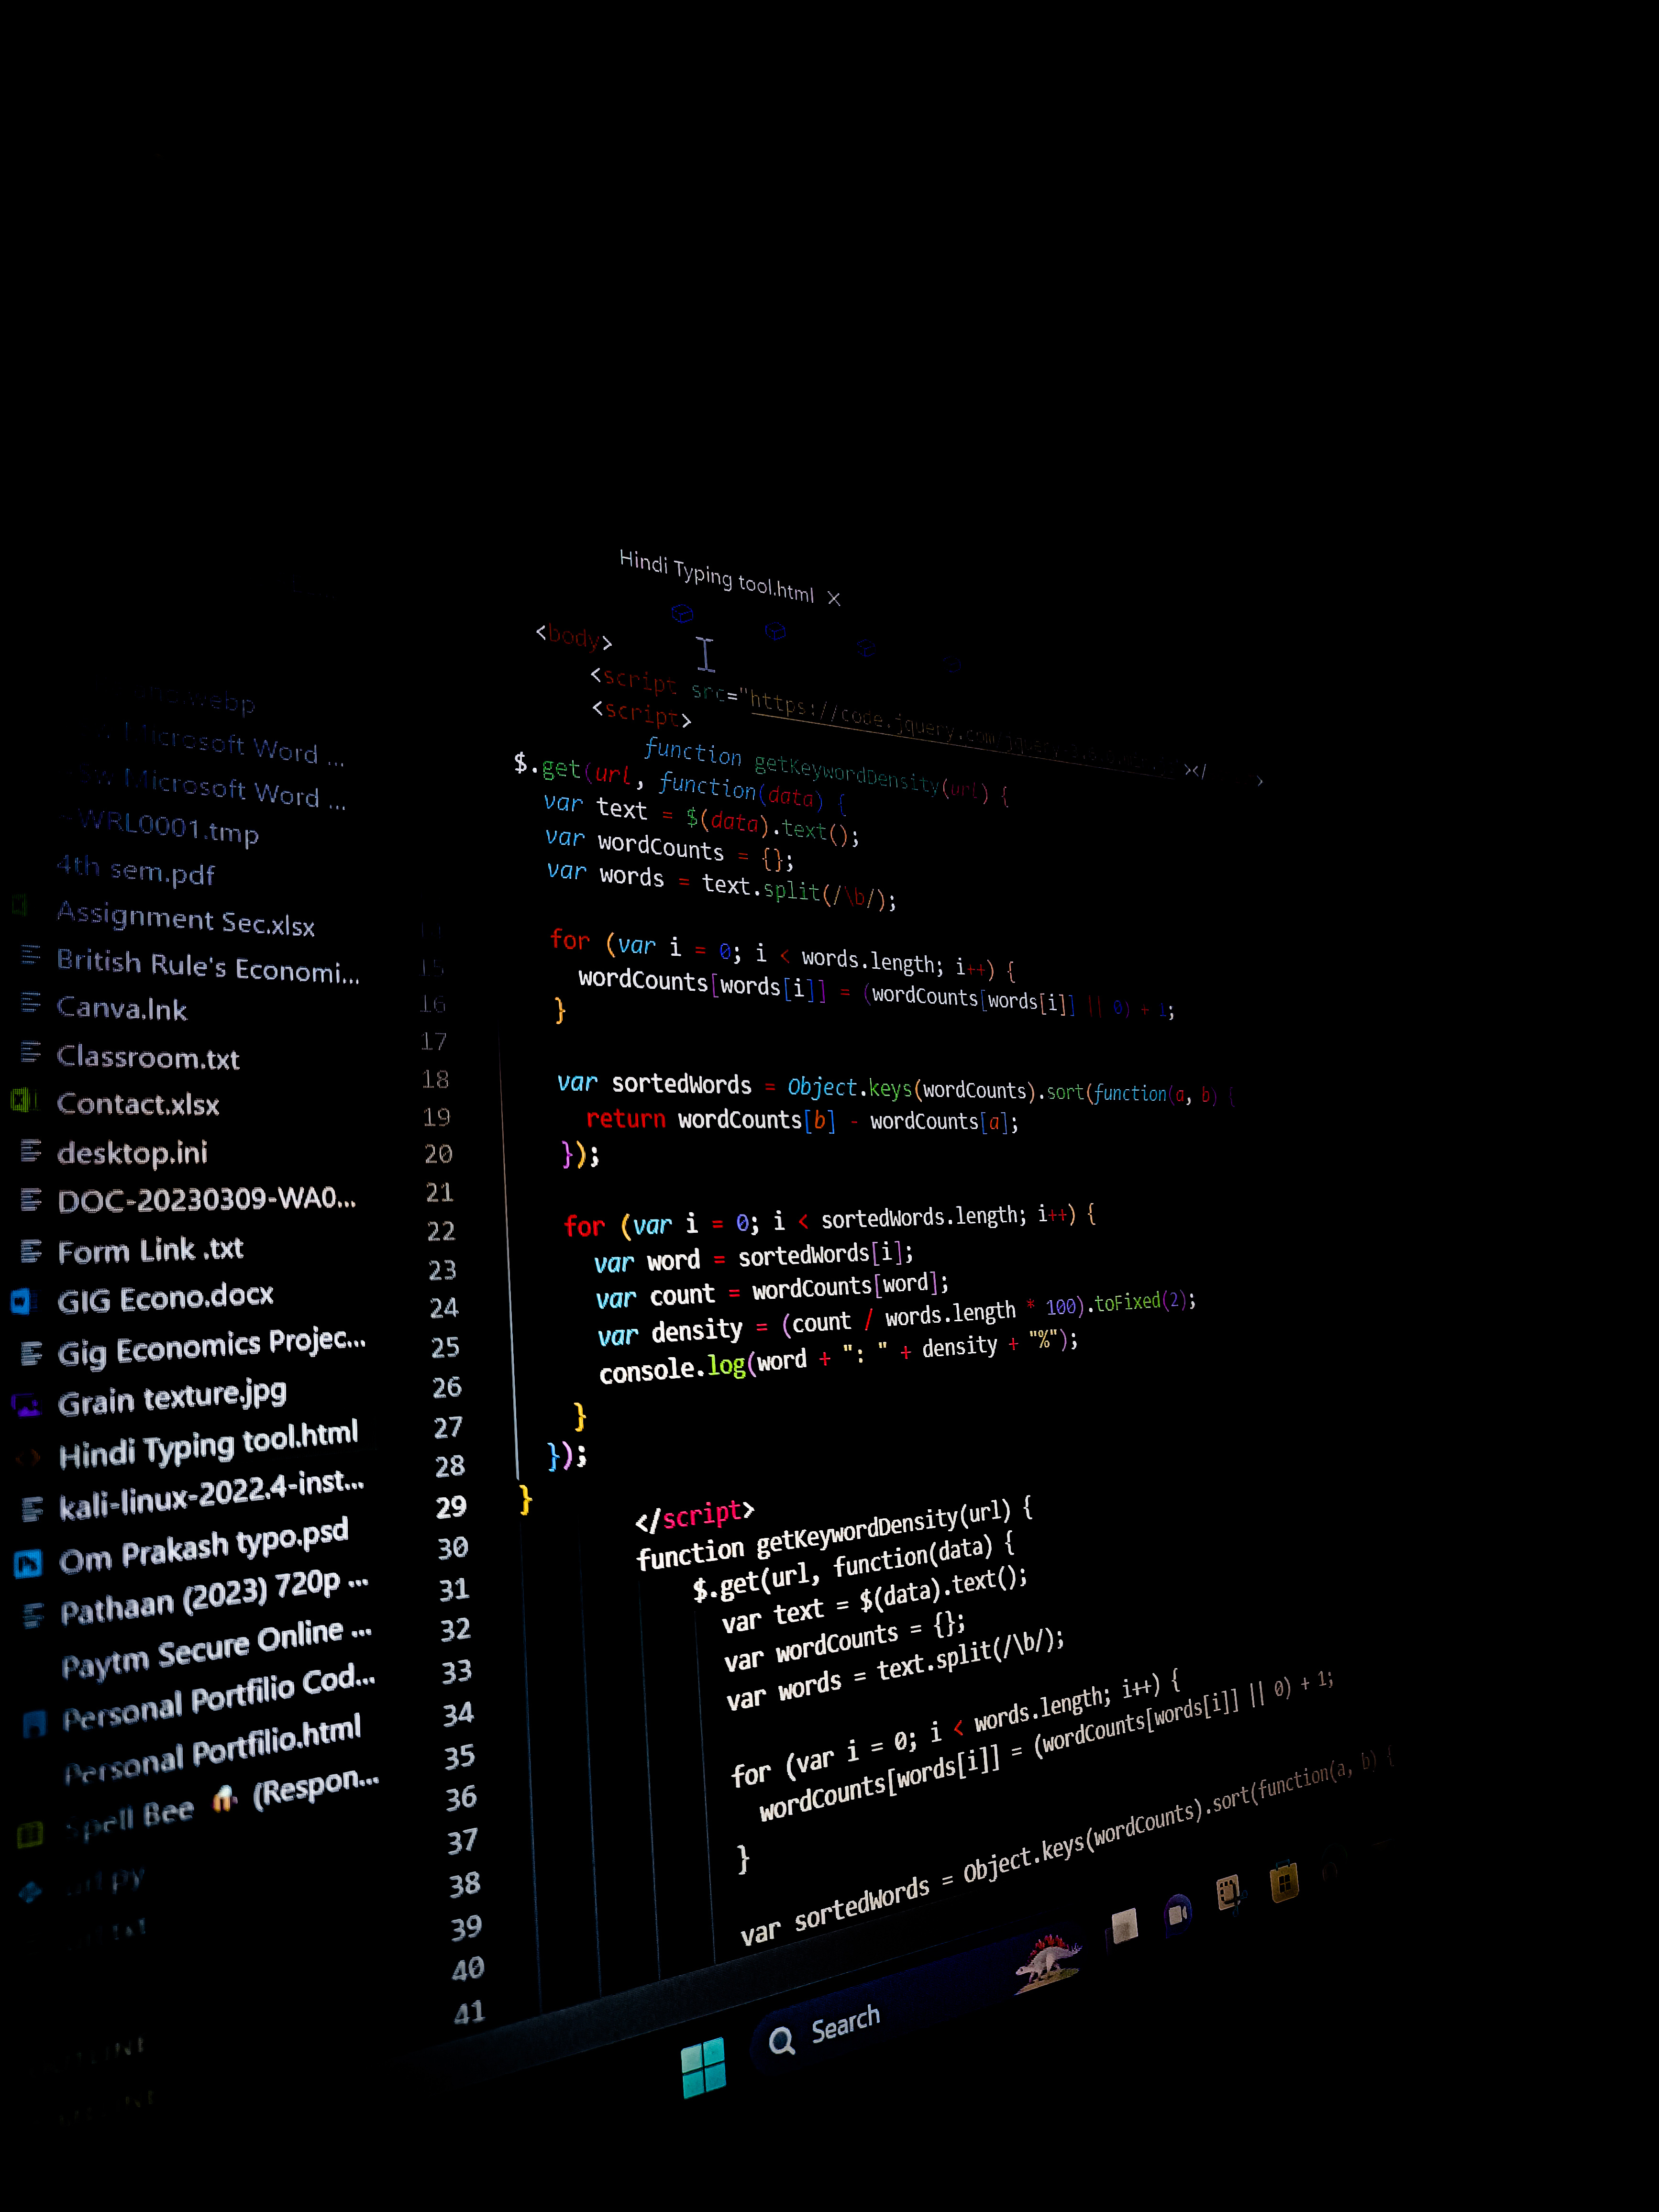 Hindi Typing tool.html
<body>
<script src="https://code.jquery.com/ ></
<script>
function getKeywordDensity(url) {
$.get(url, function(data) {
var text = $(data).text();
var wordCounts = {};
var words = text.split(/\b/);
for (var i = 0; i < words.length; i++) {
wordCounts[words[i]] = (wordCounts[words[i]] || 0) + 1;
}
var sortedWords = Object.keys(wordCounts).sort(function(a, b) {
return wordCounts[b] - wordCounts[a];
});
for (var i = 0; i < sortedWords.length; i++) {
var word = sortedWords[i];
var count = wordCounts[word];
var density = (count / words.length * 100).toFixed(2);
console.log(word + ": " + density + "%");
}
});
}
</script>
function getKeywordDensity(url) {
$.get(url, function(data) {
var text = $(data).text();
var wordCounts = {};
var words = text.split(/\b/);
for (var i = 0; i < words.length; i++) {
wordCounts[words[i]] = (wordCounts[words[i]] || 0) + 1;
}
var sortedWords = Object.keys(wordCounts).sort(function(a, b) {
15
16
17
18
19
20
21
22
23
24
25
26
27
28
29
30
31
32
33
34
35
36
37
38
39
40
41
.webp
Microsoft Word ...
Microsoft Word ...
~WRL0001.tmp
4th sem.pdf
Assignment Sec.xlsx
British Rule's Economi...
Canva.lnk
Classroom.txt
Contact.xlsx
desktop.ini
DOC-20230309-WA0...
Form Link .txt
GIG Econo.docx
Gig Economics Projec...
Grain texture.jpg
Hindi Typing tool.html
kali-linux-2022.4-inst...
Om Prakash typo.psd
Pathaan (2023) 720p ...
Paytm Secure Online ...
Personal Portfilio Cod...
Personal Portfilio.html
Spell Bee (Respon...
Search